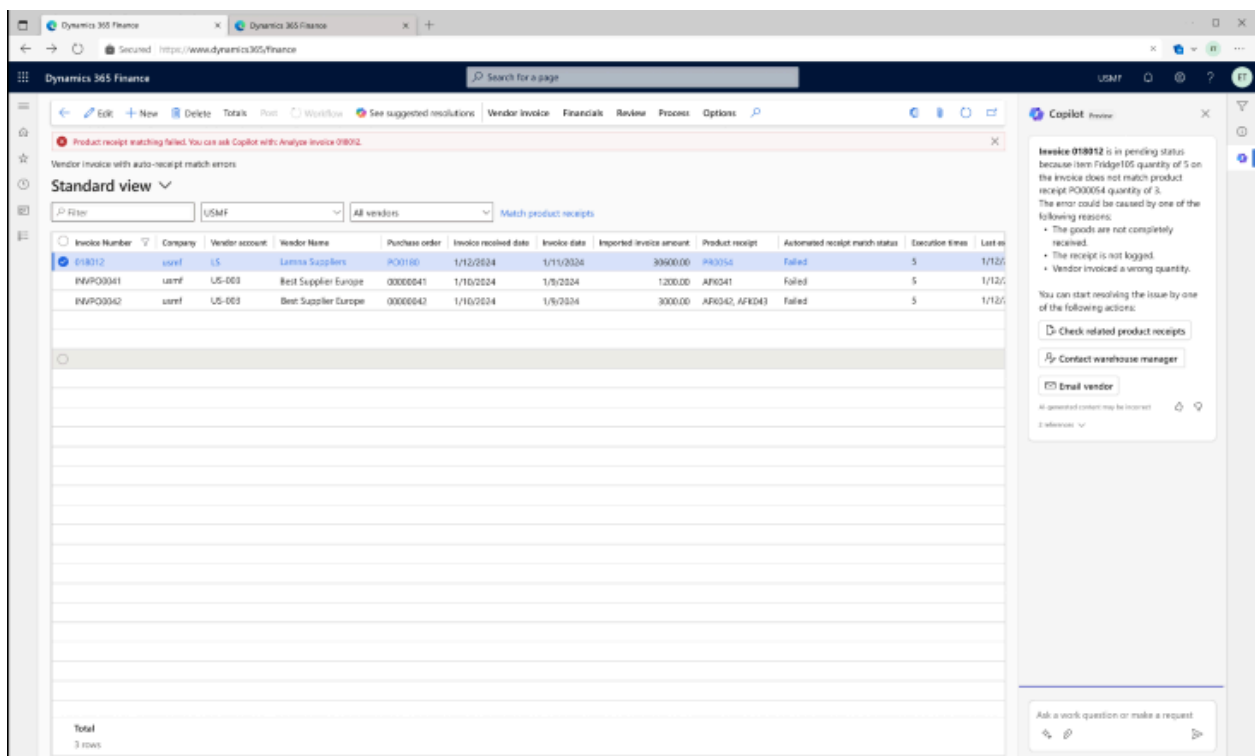 Dynamics 365 Finance
Dynamics 365 Finance
Secured https://www.dynamics365/finance
Dynamics 365 Finance
Search for a page
USMF
?
ET
Edit New Delete Totals Post Workflow See suggested resolutions Vendor invoice Financials Review Process Options
Product receipt matching failed. You can ask Copilot with: Analyze invoice 018012.
Vendor invoice with auto-receipt match errors
Standard view
Filter USMF All vendors Match product receipts
Invoice Number Company Vendor account Vendor Name Purchase order Invoice received date Invoice date Imported invoice amount Product receipt Automated receipt match status Execution times
018012 usmf LS Lamna Suppliers PO0180 1/12/2024 1/11/2024 30600.00 PR0054 Failed 5 1/12/
INVPO0041 usmf US-003 Best Supplier Europe 00000041 1/10/2024 1/9/2024 1200.00 APK041 Failed 5 1/12/
INVPO0042 usmf US-003 Best Supplier Europe 00000042 1/10/2024 1/9/2024 3000.00 Failed 5 1/12/
Total
3 rows
Copilot Preview
Invoice 018012 is in pending status
because item Fridge105 quantity of 5 on
the invoice does not match product
receipt PO00054 quantity of 3.
The error could be caused by one of the
following reasons:
• The goods are not completely
received.
• The receipt is not logged.
• Vendor invoiced a wrong quantity.
You can start resolving the issue by one
of the following actions:
Check related product receipts
Contact warehouse manager
Email vendor
AI-generated content may be incorrect
2 references
Ask a work question or make a request